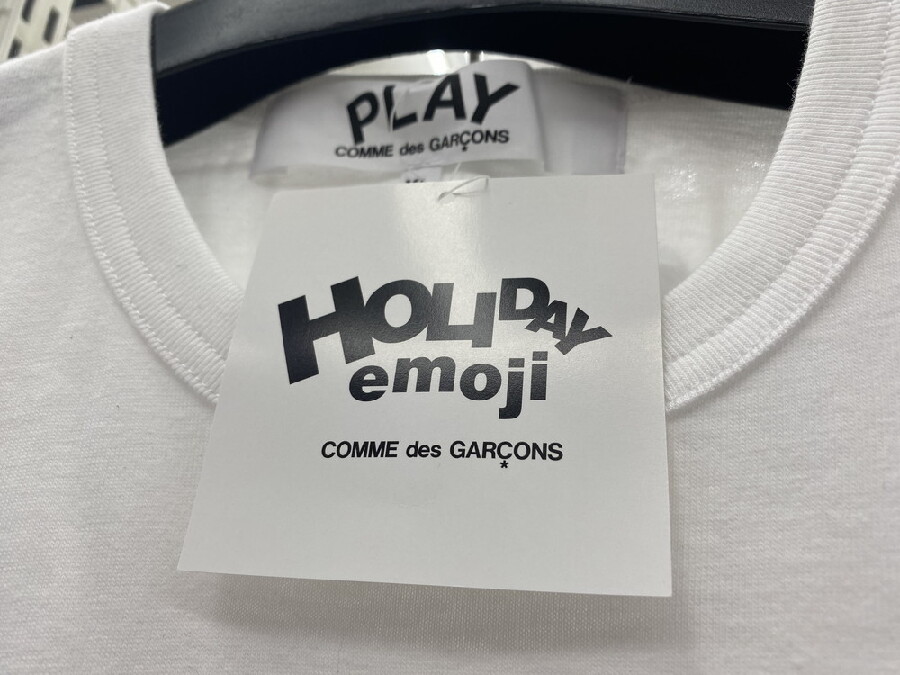 PLAY
COMME des GARÇONS
HOLIDAY
emoji
COMME des GARÇONS
*